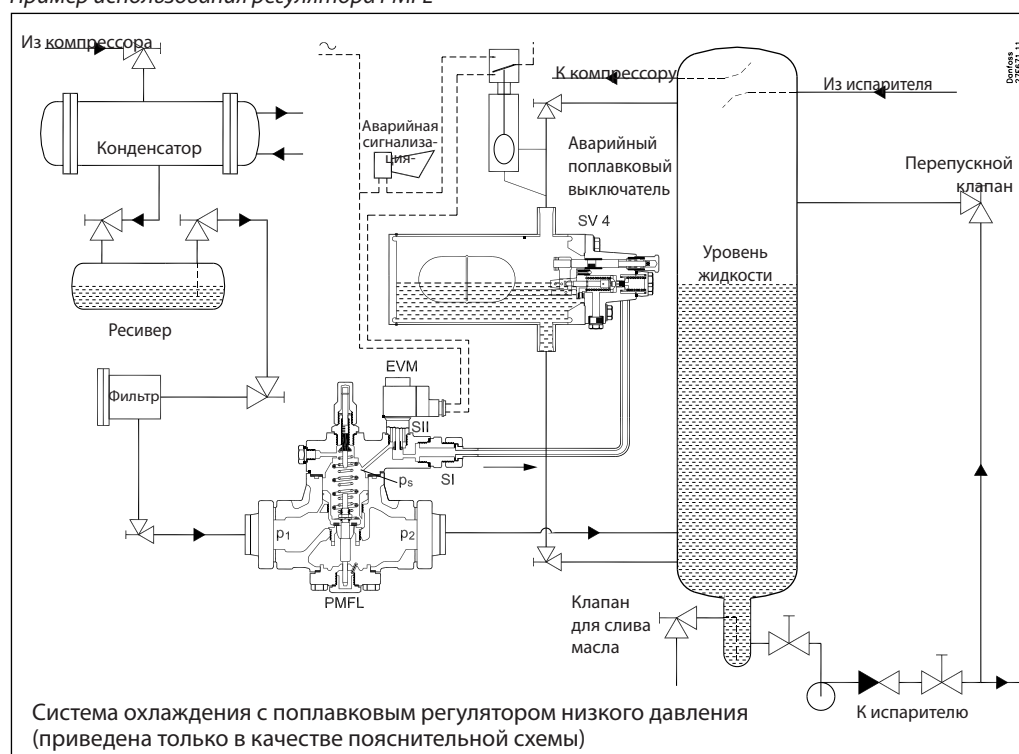 Пример использования регулятора PMFL
Из компрессора
К компрессору
Из испарителя
Danfoss
Конденсатор
Аварийная
сигнализа-
ция-
Аварийный
поплавковый
выключатель
Перепускной
клапан
SV 4
Уровень
жидкости
Ресивер
EVM
Фильтр
SII
SI
ps
p1
p2
PMFL
Клапан
для слива
масла
К испарителю
Система охлаждения с поплавковым регулятором низкого давления
(приведена только в качестве пояснительной схемы)